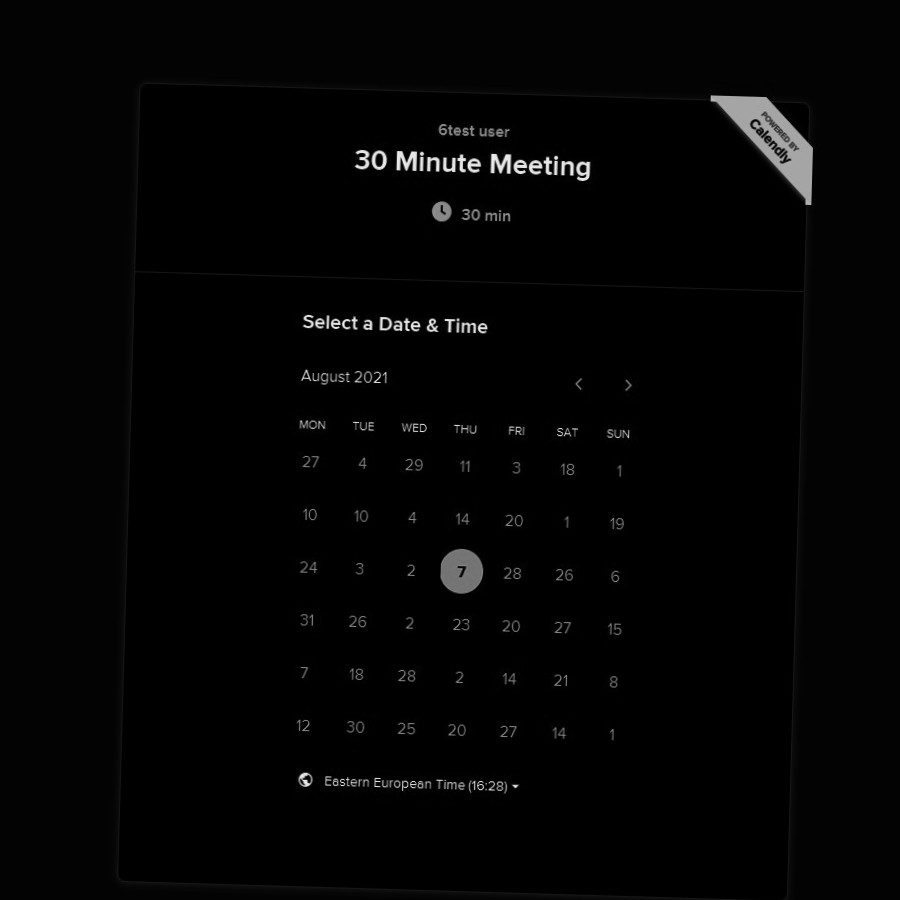 POWERED BY
Calendly
6test user
30 Minute Meeting
30 min
Select a Date & Time
August 2021
MON TUE WED THU FRI SAT SUN
27 4 29 11 3 18 1
10 10 4 14 20 1 19
24 3 2 7 28 26 6
31 26 2 23 20 27 15
7 18 28 2 14 21 8
12 30 25 20 27 14 1
Eastern European Time (16:28)